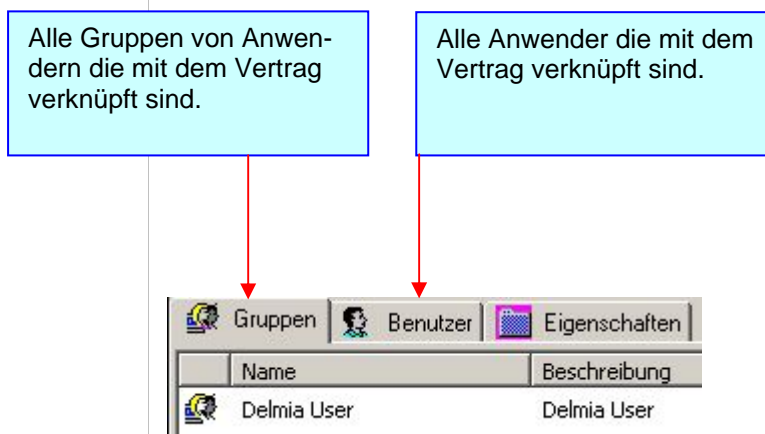 Alle Gruppen von Anwen-
dern die mit dem Vertrag
verknüpft sind.
Alle Anwender die mit dem
Vertrag verknüpft sind.
Gruppen Benutzer Eigenschaften
Name Beschreibung
Delmia User Delmia User